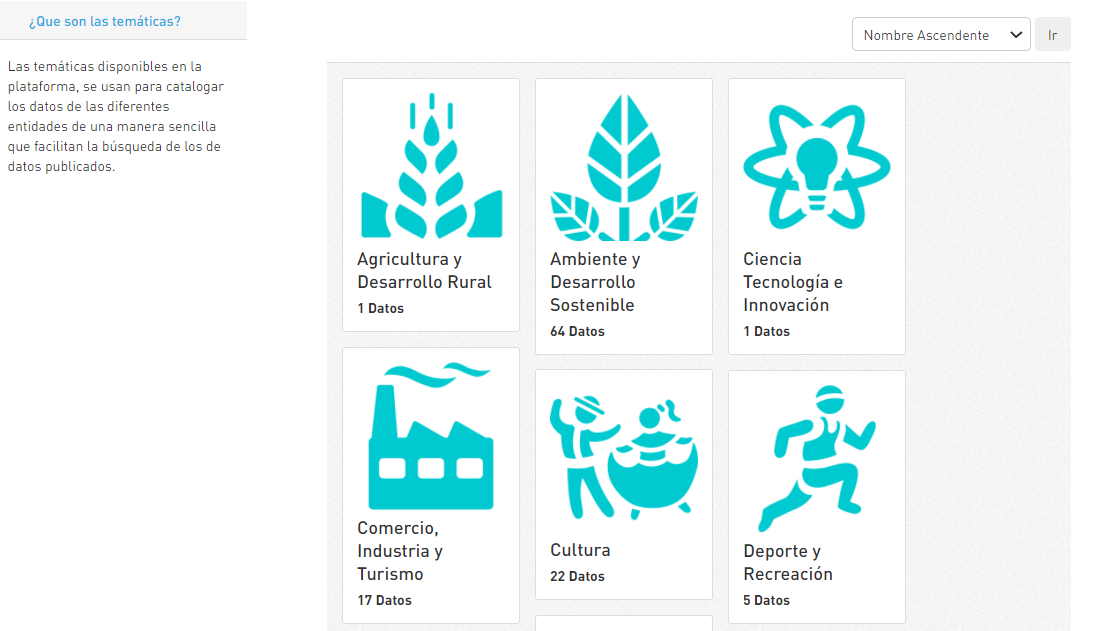 ¿Que son las temáticas?
Las temáticas disponibles en la
plataforma, se usan para catalogar
los datos de las diferentes
entidades de una manera sencilla
que facilitan la búsqueda de los de
datos publicados.
Nombre Ascendente
Ir
Agricultura y
Desarrollo Rural
1 Datos
Ambiente y
Desarrollo
Sostenible
64 Datos
Ciencia
Tecnología e
Innovación
1 Datos
Comercio,
Industria y
Turismo
17 Datos
Cultura
22 Datos
Deporte y
Recreación
5 Datos